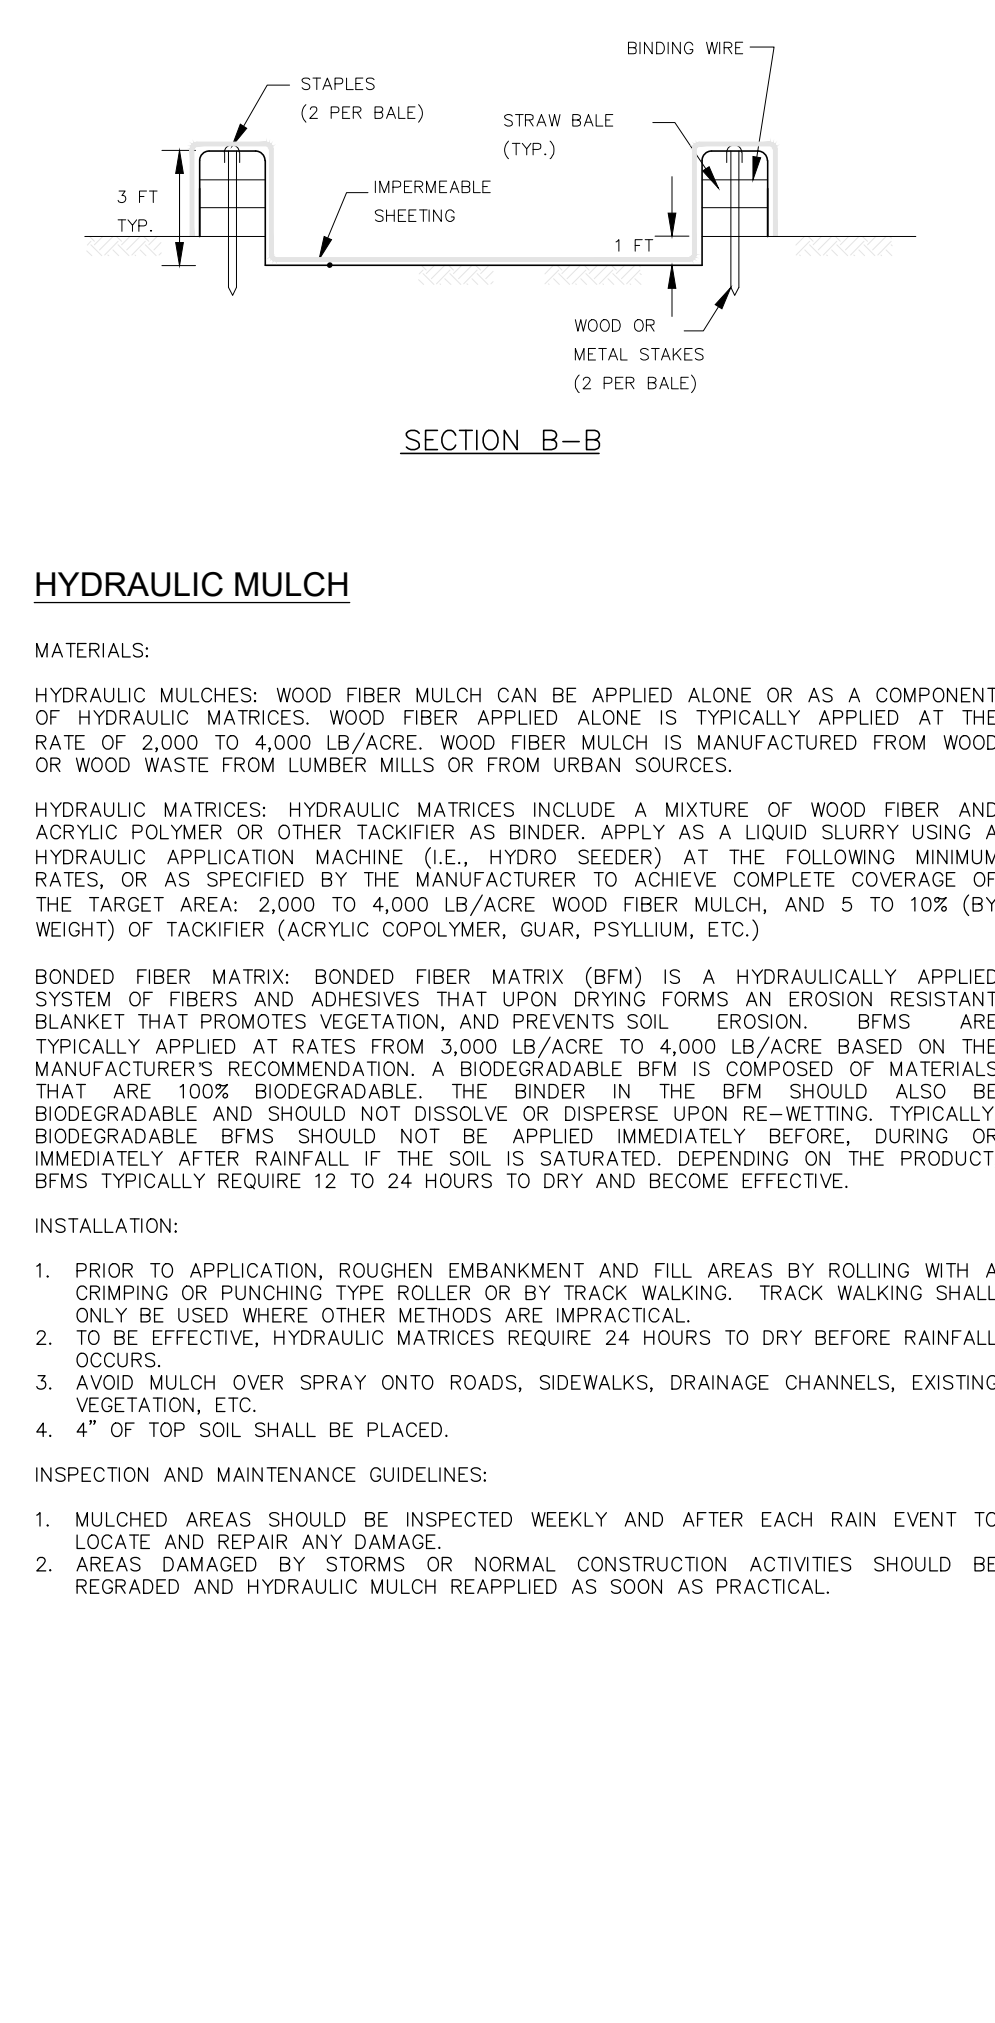 BINDING WIRE
STAPLES
(2 PER BALE)
STRAW BALE
(TYP.)
IMPERMEABLE
SHEETING
3 FT
TYP.
1 FT
WOOD OR
METAL STAKES
(2 PER BALE)
SECTION B-B
HYDRAULIC MULCH
MATERIALS:
HYDRAULIC MULCHES: WOOD FIBER MULCH CAN BE APPLIED ALONE OR AS A COMPONENT
OF HYDRAULIC MATRICES. WOOD FIBER APPLIED ALONE IS TYPICALLY APPLIED AT THE
RATE OF 2,000 TO 4,000 LB/ACRE. WOOD FIBER MULCH IS MANUFACTURED FROM WOOD
OR WOOD WASTE FROM LUMBER MILLS OR FROM URBAN SOURCES.
HYDRAULIC MATRICES: HYDRAULIC MATRICES INCLUDE A MIXTURE OF WOOD FIBER AND
ACRYLIC POLYMER OR OTHER TACKIFIER AS BINDER. APPLY AS A LIQUID SLURRY USING A
HYDRAULIC APPLICATION MACHINE (I.E., HYDRO SEEDER) AT THE FOLLOWING MINIMUM
RATES, OR AS SPECIFIED BY THE MANUFACTURER TO ACHIEVE COMPLETE COVERAGE OF
THE TARGET AREA: 2,000 TO 4,000 LB/ACRE WOOD FIBER MULCH, AND 5 TO 10% (BY
WEIGHT) OF TACKIFIER (ACRYLIC COPOLYMER, GUAR, PSYLLIUM, ETC.)
BONDED FIBER MATRIX: BONDED FIBER MATRIX (BFM) IS A HYDRAULICALLY APPLIED
SYSTEM OF FIBERS AND ADHESIVES THAT UPON DRYING FORMS AN EROSION RESISTANT
BLANKET THAT PROMOTES VEGETATION, AND PREVENTS SOIL EROSION. BFMS ARE
TYPICALLY APPLIED AT RATES FROM 3,000 LB/ACRE TO 4,000 LB/ACRE BASED ON THE
MANUFACTURER'S RECOMMENDATION. A BIODEGRADABLE BFM IS COMPOSED OF MATERIALS
THAT ARE 100% BIODEGRADABLE. THE BINDER IN THE BFM SHOULD ALSO BE
BIODEGRADABLE AND SHOULD NOT DISSOLVE OR DISPERSE UPON RE-WETTING. TYPICALLY
BIODEGRADABLE BFMS SHOULD NOT BE APPLIED IMMEDIATELY BEFORE, DURING OR
IMMEDIATELY AFTER RAINFALL IF THE SOIL IS SATURATED. DEPENDING ON THE PRODUCT
BFMS TYPICALLY REQUIRE 12 TO 24 HOURS TO DRY AND BECOME EFFECTIVE.
INSTALLATION:
1. PRIOR TO APPLICATION, ROUGHEN EMBANKMENT AND FILL AREAS BY ROLLING WITH A
CRIMPING OR PUNCHING TYPE ROLLER OR BY TRACK WALKING. TRACK WALKING SHALL
ONLY BE USED WHERE OTHER METHODS ARE IMPRACTICAL.
2. TO BE EFFECTIVE, HYDRAULIC MATRICES REQUIRE 24 HOURS TO DRY BEFORE RAINFALL
OCCURS.
3. AVOID MULCH OVER SPRAY ONTO ROADS, SIDEWALKS, DRAINAGE CHANNELS, EXISTING
VEGETATION, ETC.
4. 4" OF TOP SOIL SHALL BE PLACED.
INSPECTION AND MAINTENANCE GUIDELINES:
1. MULCHED AREAS SHOULD BE INSPECTED WEEKLY AND AFTER EACH RAIN EVENT TO
LOCATE AND REPAIR ANY DAMAGE.
2. AREAS DAMAGED BY STORMS OR NORMAL CONSTRUCTION ACTIVITIES SHOULD BE
REGRADED AND HYDRAULIC MULCH REAPPLIED AS SOON AS PRACTICAL.